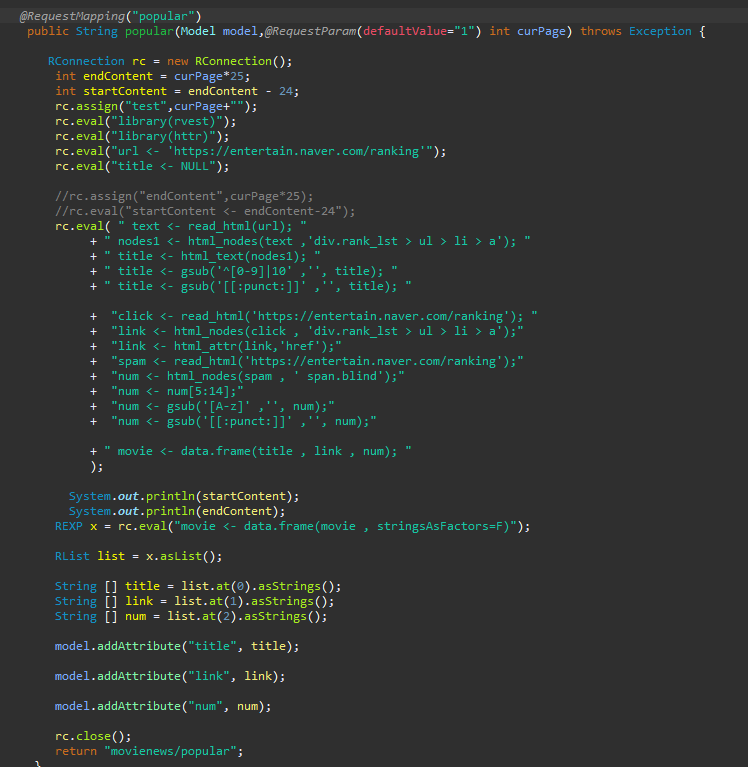 @RequestMapping("popular")
public String popular(Model model,@RequestParam(defaultValue="1") int curPage) throws Exception {
RConnection rc = new RConnection();
int endContent = curPage*25;
int startContent = endContent - 24;
rc.assign("test",curPage+"");
rc.eval("library(rvest)");
rc.eval("library(httr)");
rc.eval("url <- 'https://entertain.naver.com/ranking'");
rc.eval("title <- NULL");
//rc.assign("endContent",curPage*25);
//rc.eval("startContent <- endContent-24");
rc.eval( " text <- read_html(url); "
+ " nodes1 <- html_nodes(text ,'div.rank_lst > ul > li > a'); "
+ " title <- html_text(nodes1); "
+ " title <- gsub('^[0-9]|10' ,'', title); "
+ " title <- gsub('[[:punct:]]' ,'', title); "
+  "click <- read_html('https://entertain.naver.com/ranking'); "
+  "link <- html_nodes(click , 'div.rank_lst > ul > li > a');"
+  "link <- html_attr(link,'href');"
+  "spam <- read_html('https://entertain.naver.com/ranking');"
+  "num <- html_nodes(spam , ' span.blind');"
+  "num <- num[5:14];"
+  "num <- gsub('[A-z]' ,'', num);"
+  "num <- gsub('[[:punct:]]' ,'', num);"
+ " movie <- data.frame(title , link , num); "
);
System.out.println(startContent);
System.out.println(endContent);
REXP x = rc.eval("movie <- data.frame(movie , stringsAsFactors=F)");
RList list = x.asList();
String [] title = list.at(0).asStrings();
String [] link = list.at(1).asStrings();
String [] num = list.at(2).asStrings();
model.addAttribute("title", title);
model.addAttribute("link", link);
model.addAttribute("num", num);
rc.close();
return "movienews/popular";
}